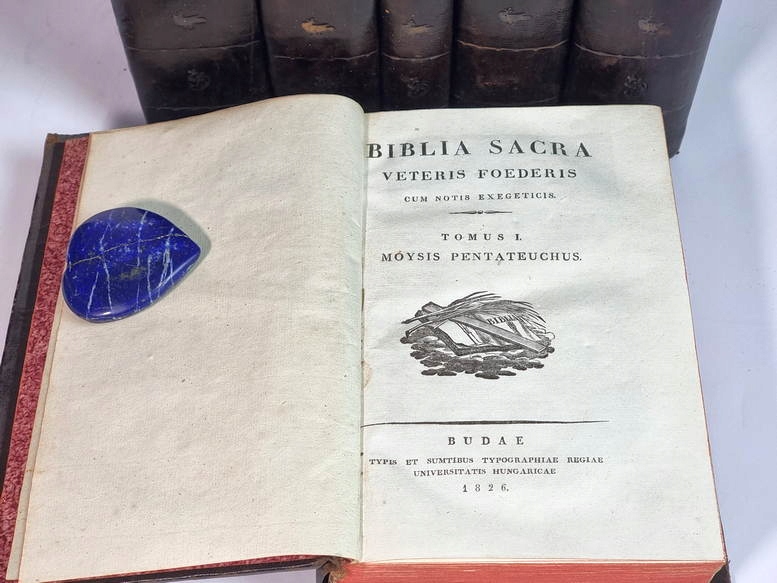 BIBLIA SACRA
VETERIS FOEDERIS
CUM NOTIS EXEGETICIS.
TOMUS I.
MOYSIS PENTATEUCHUS.
BIBLIA
BUDAE
TYPIS ET SUMTIBUS TYPOGRAPHIAE REGIAE
UNIVERSITATIS HUNGARICAE
1826.